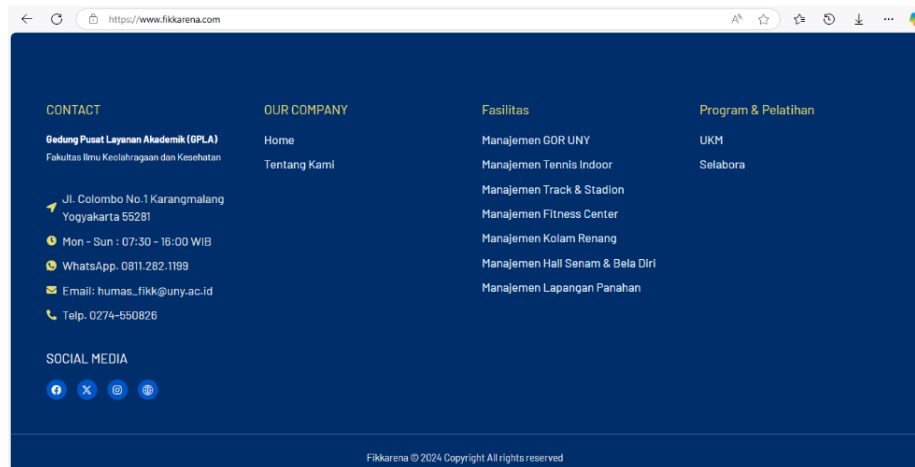 https://www.fikkarena.com
CONTACT
Gedung Pusat Layanan Akademik (GPLA)
Fakultas Ilmu Keolahragaan dan Kesehatan
Jl. Colombo No.1 Karangmalang
Yogyakarta 55281
Mon - Sun : 07:30 - 16:00 WIB
WhatsApp. 0811.282.1199
Email: humas_fikk@uny.ac.id
Telp. 0274-550826
SOCIAL MEDIA
OUR COMPANY
Home
Tentang Kami
Fasilitas
Manajemen GOR UNY
Manajemen Tennis Indoor
Manajemen Track & Stadion
Manajemen Fitness Center
Manajemen Kolam Renang
Manajemen Hall Senam & Bela Diri
Manajemen Lapangan Panahan
Program & Pelatihan
UKM
Selabora
Fikkarena © 2024 Copyright All rights reserved